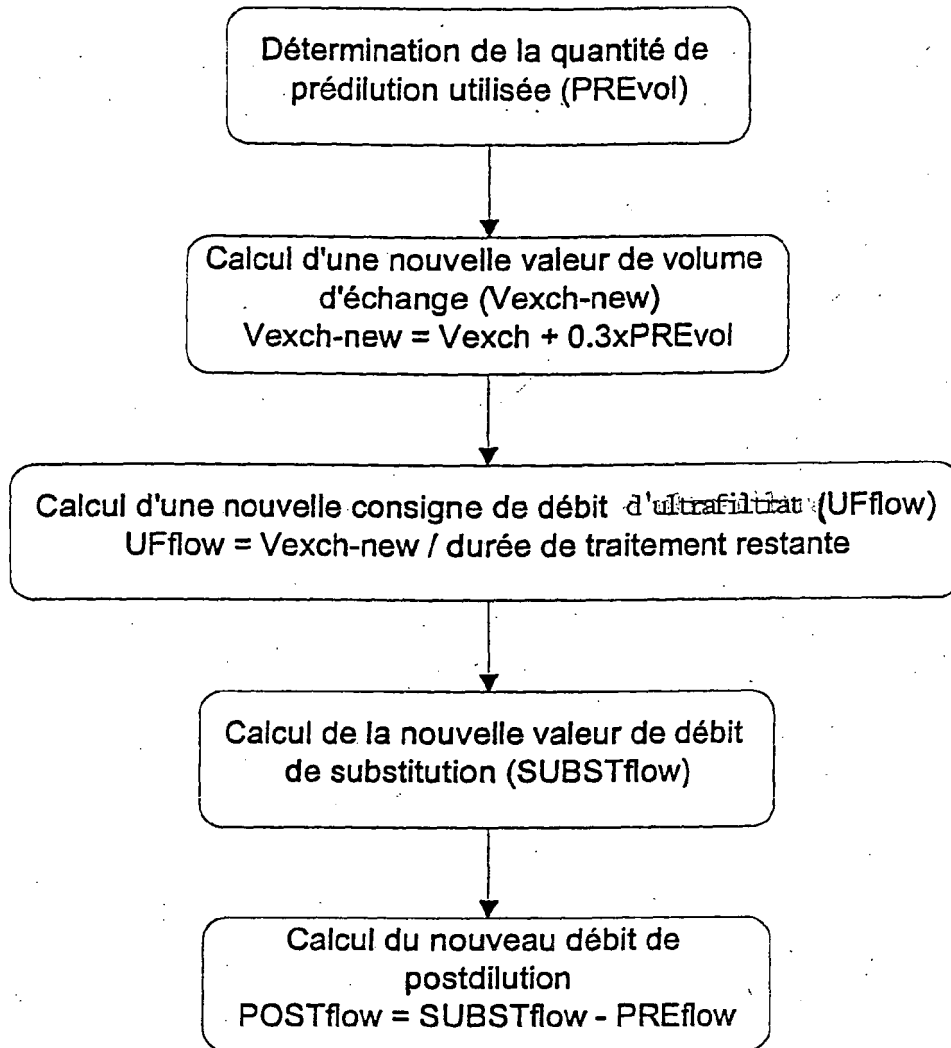 Détermination de la quantité de
prédilution utilisée (PREvol)
Calcul d'une nouvelle valeur de volume
d'échange (Vexch-new)
Vexch-new = Vexch + 0.3xPREvol
Calcul d'une nouvelle consigne de débit d'ultrafiltrat (UFflow)
UFflow = Vexch-new / durée de traitement restante
Calcul de la nouvelle valeur de débit
de substitution (SUBSTflow)
Calcul du nouveau débit de
postdilution
POSTflow = SUBSTflow - PREflow